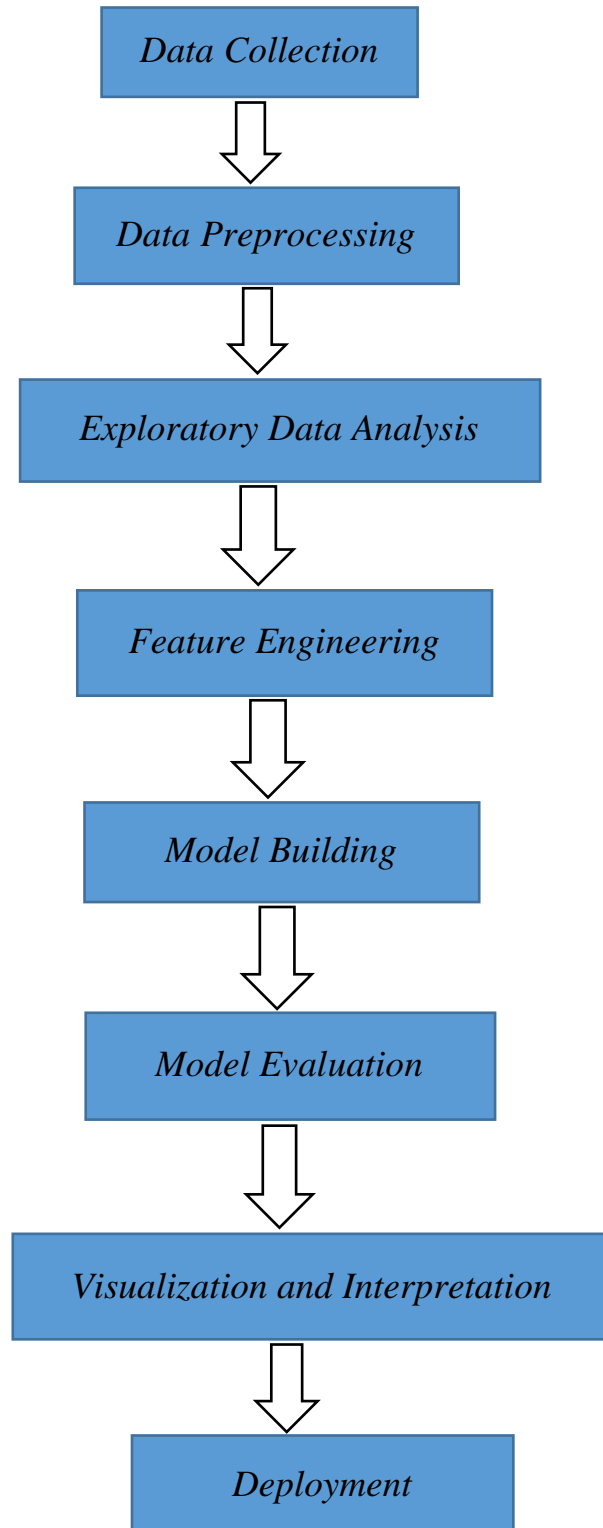 Data Collection
Data Preprocessing
Exploratory Data Analysis
Feature Engineering
Model Building
Model Evaluation
Visualization and Interpretation
Deployment